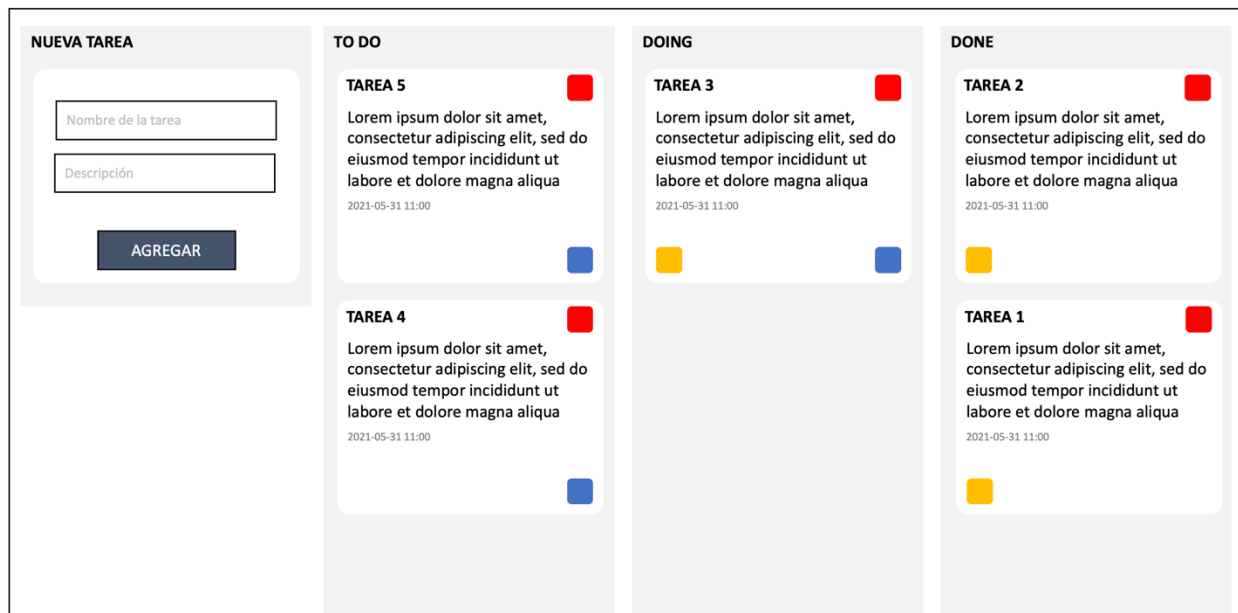 NUEVA TAREA
Nombre de la tarea
Descripción
AGREGAR
TO DO
TAREA 5
Lorem ipsum dolor sit amet,
consectetur adipiscing elit, sed do
eiusmod tempor incididunt ut
labore et dolore magna aliqua
2021-05-31 11:00
TAREA 4
Lorem ipsum dolor sit amet,
consectetur adipiscing elit, sed do
eiusmod tempor incididunt ut
labore et dolore magna aliqua
2021-05-31 11:00
DOING
TAREA 3
Lorem ipsum dolor sit amet,
consectetur adipiscing elit, sed do
eiusmod tempor incididunt ut
labore et dolore magna aliqua
2021-05-31 11:00
DONE
TAREA 2
Lorem ipsum dolor sit amet,
consectetur adipiscing elit, sed do
eiusmod tempor incididunt ut
labore et dolore magna aliqua
2021-05-31 11:00
TAREA 1
Lorem ipsum dolor sit amet,
consectetur adipiscing elit, sed do
eiusmod tempor incididunt ut
labore et dolore magna aliqua
2021-05-31 11:00